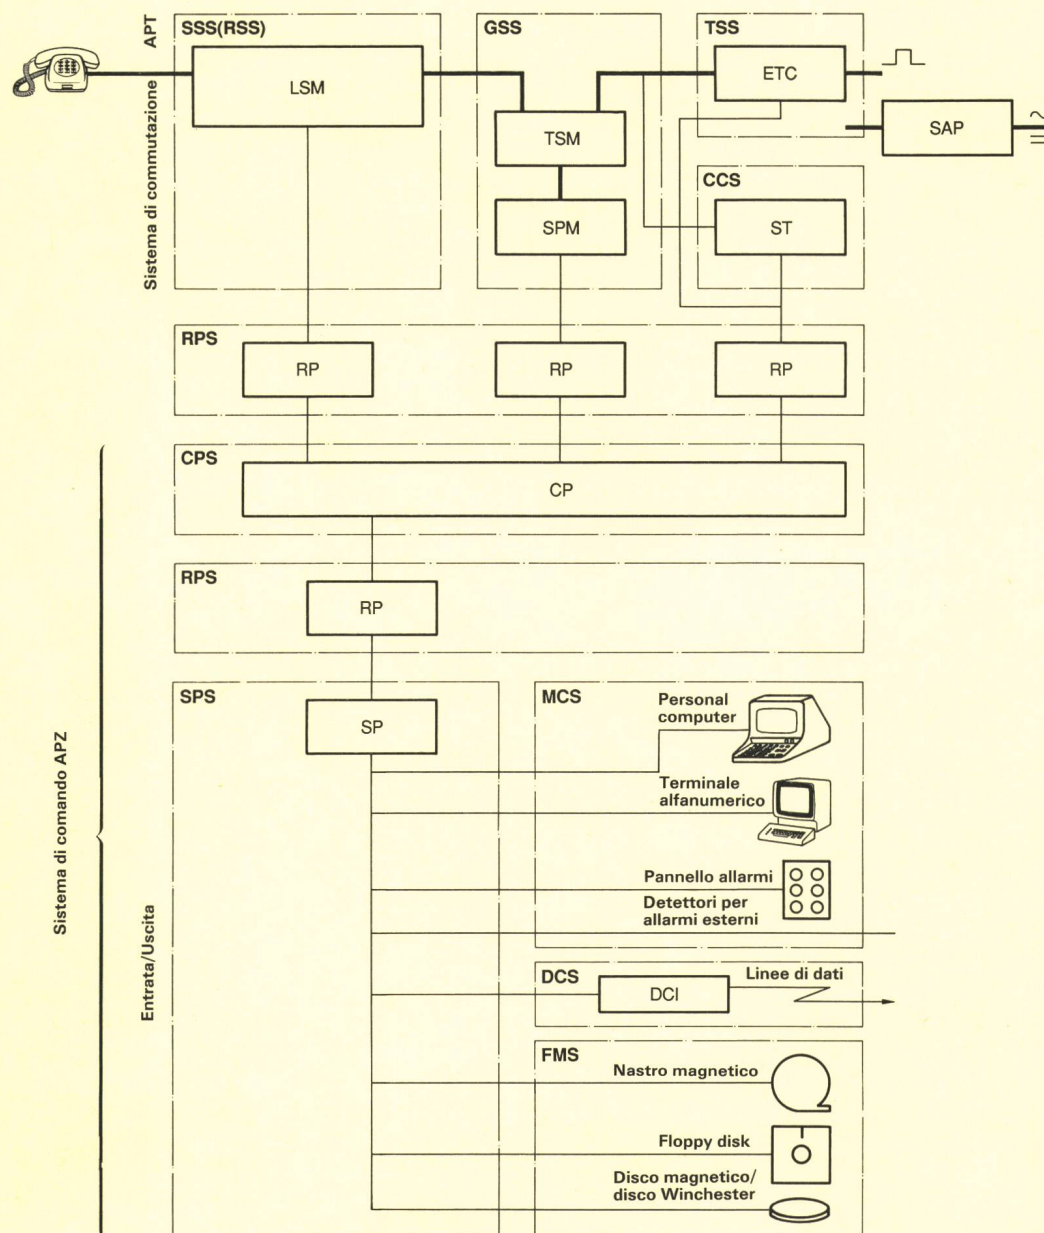 APT
Sistema di commutazione
SSS(RSS)
LSM
GSS
TSM
SPM
TSS
ETC
SAP
CCS
ST
RPS
RP
RP
RP
CPS
CP
RPS
RP
Sistema di comando APZ
Entrata/Uscita
SPS
SP
MCS
Personal
computer
Terminale
alfanumerico
Pannello allarmi
Detettori per
allarmi esterni
DCS
DCI
Linee di dati
FMS
Nastro magnetico
Floppy disk
Disco magnetico/
disco Winchester